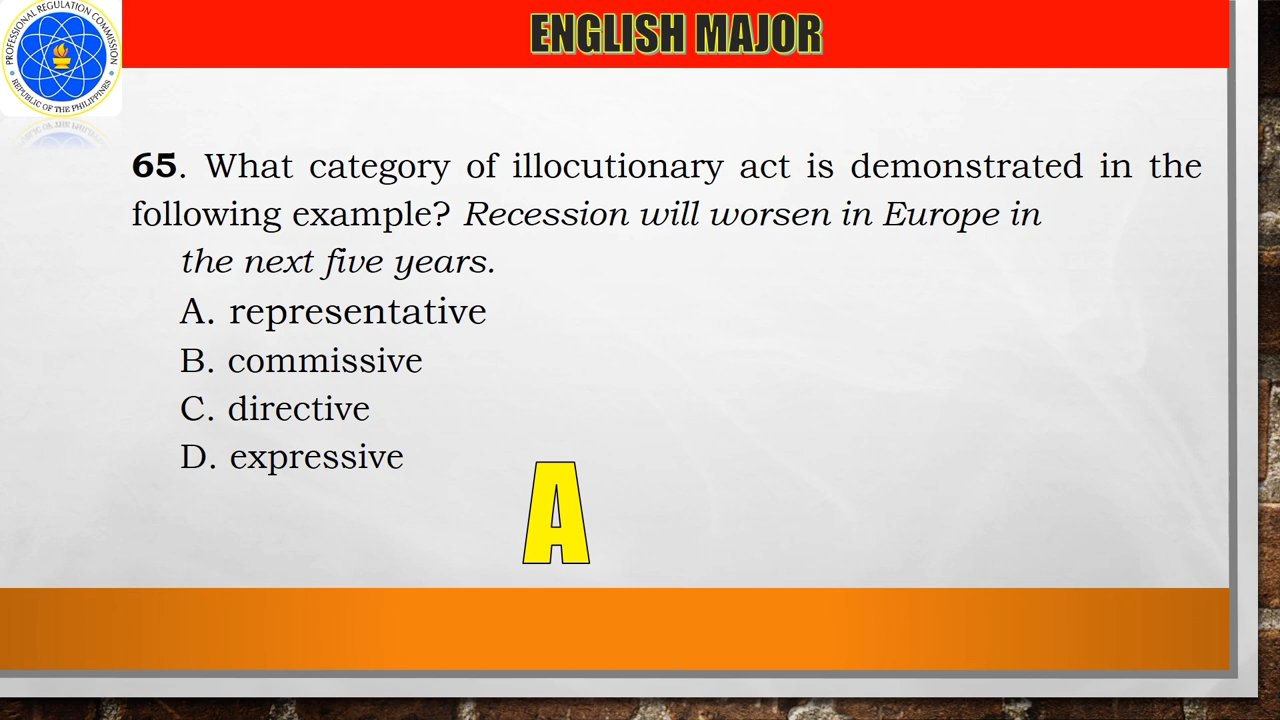 PROFESSIONAL REGULATION COMMISSION
REPUBLIC OF THE PHILIPPINES
ENGLISH MAJOR
65. What category of illocutionary act is demonstrated in the
following example? Recession will worsen in Europe in
the next five years.
A. representative
B. commissive
C. directive
D. expressive
A